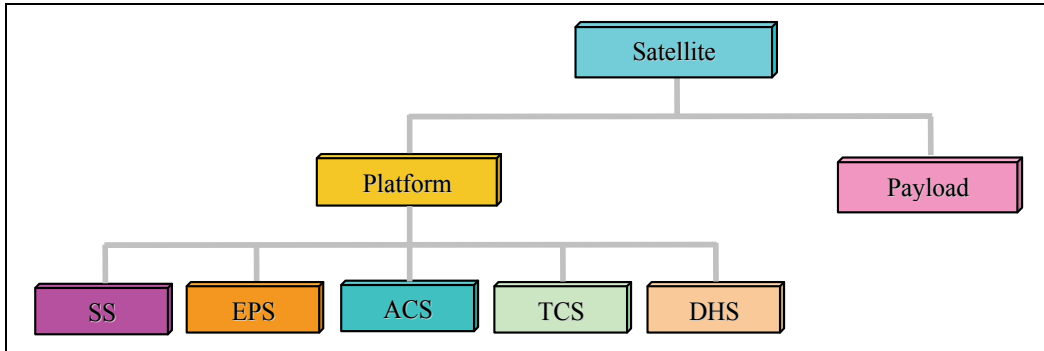 Satellite
Platform
Payload
SS
EPS
ACS
TCS
DHS